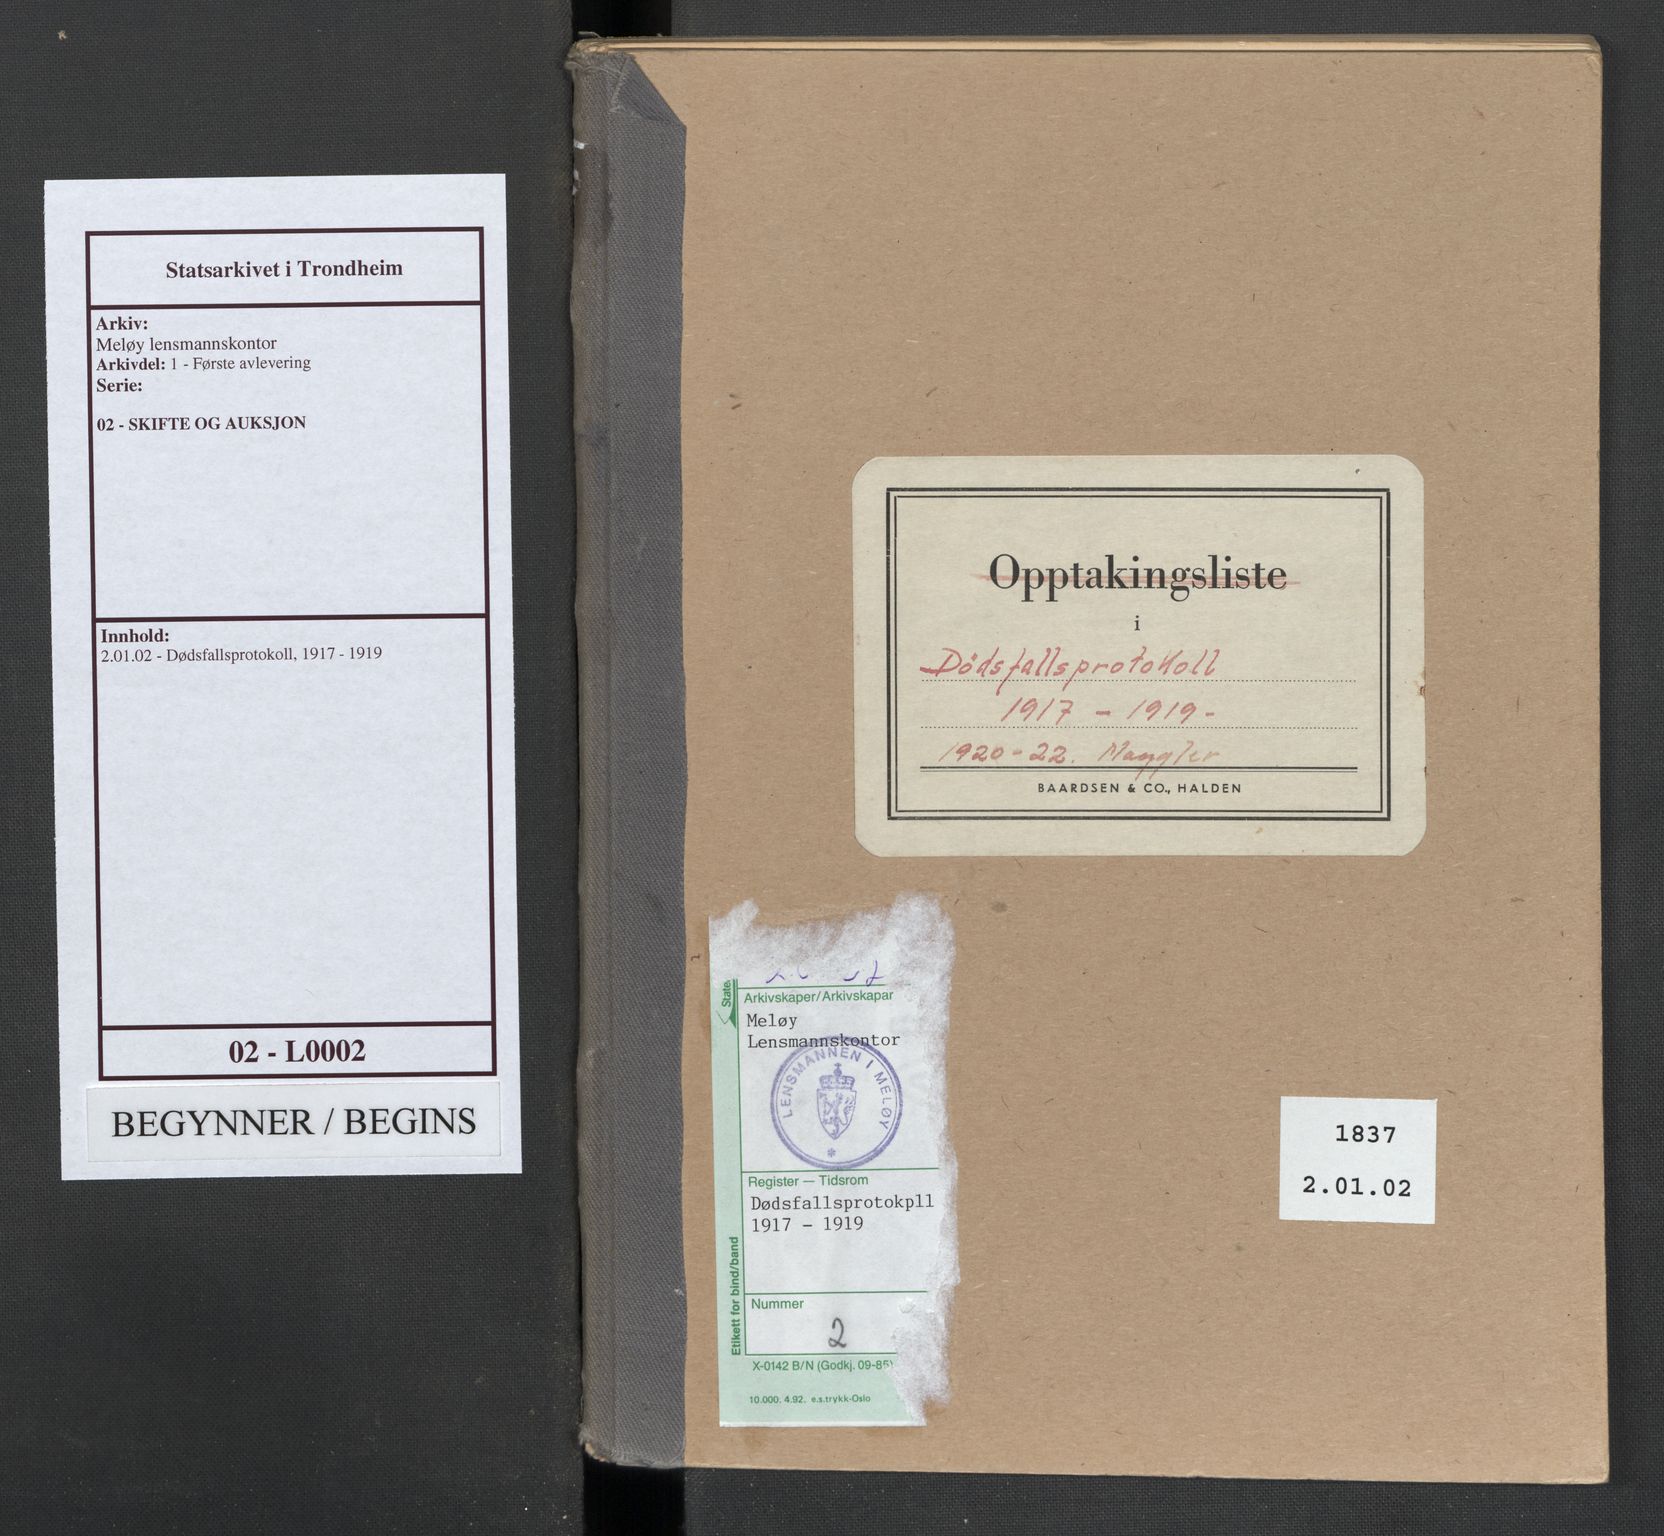 Statsarkivet i Trondheim
Arkiv:
Meløy lensmannskontor
Arkivdel: 1 - Første avlevering
Serie:
02 - SKIFTE OG AUKSJON
Innhold:
2.01.02 - Dødsfallsprotokoll, 1917 - 1919
02 - L0002
BEGYNNER / BEGINS
Opptakingsliste
i
Dödsfallsprotokoll
1917 - 1919-
1920-22. Mangler
BAARDSEN & CO., HALDEN
State
Arkivskaper/Arkivskapar
Meløy
Lensmannskontor
LENSMANNEN I MELØY
Register — Tidsrom
Dødsfallsprotokpll
1917 - 1919
Etikett for bind/band
Nummer
2
X-0142 B/N (Godkj. 09-85)
10.000. 4.92. e.s.trykk-Oslo
1837
2.01.02